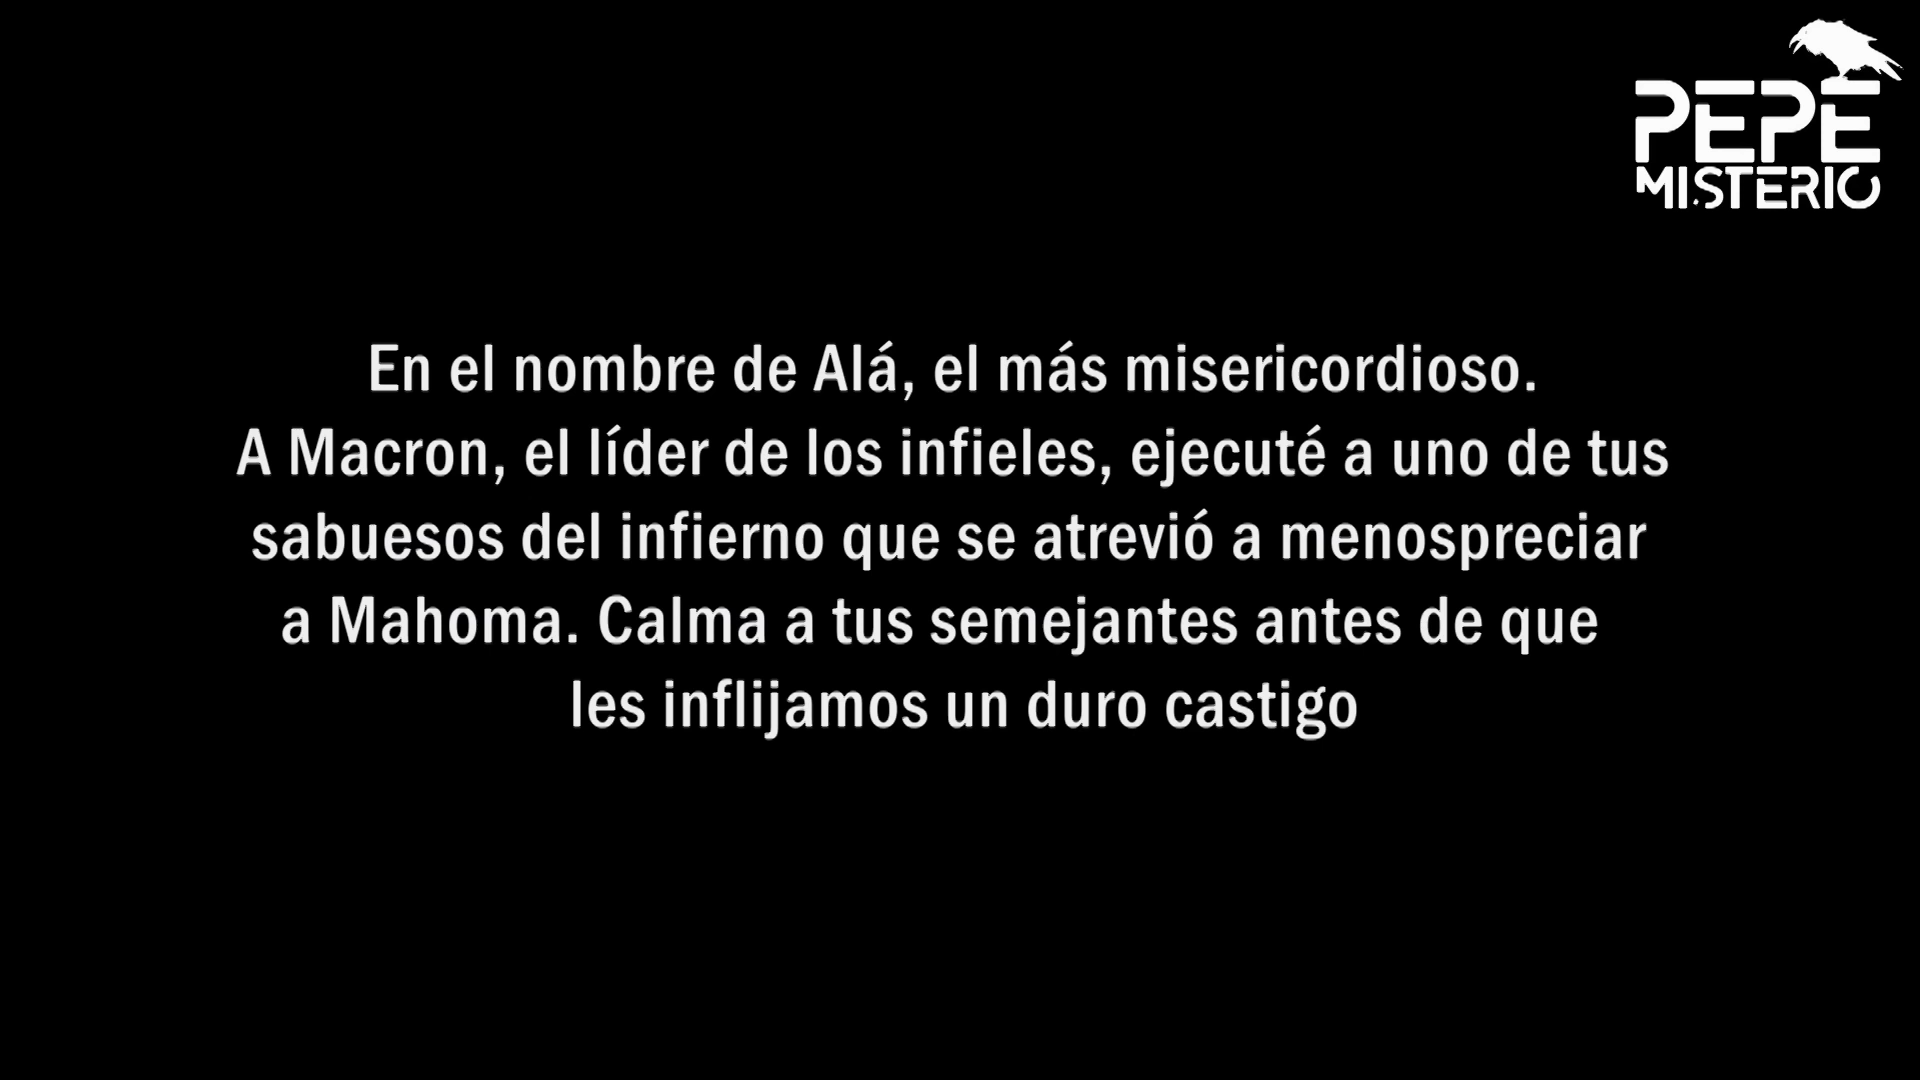 PEPE
MISTERIO
En el nombre de Alá, el más misericordioso.
A Macron, el líder de los infieles, ejecuté a uno de tus
sabuesos del infierno que se atrevió a menospreciar
a Mahoma. Calma a tus semejantes antes de que
les inflijamos un duro castigo